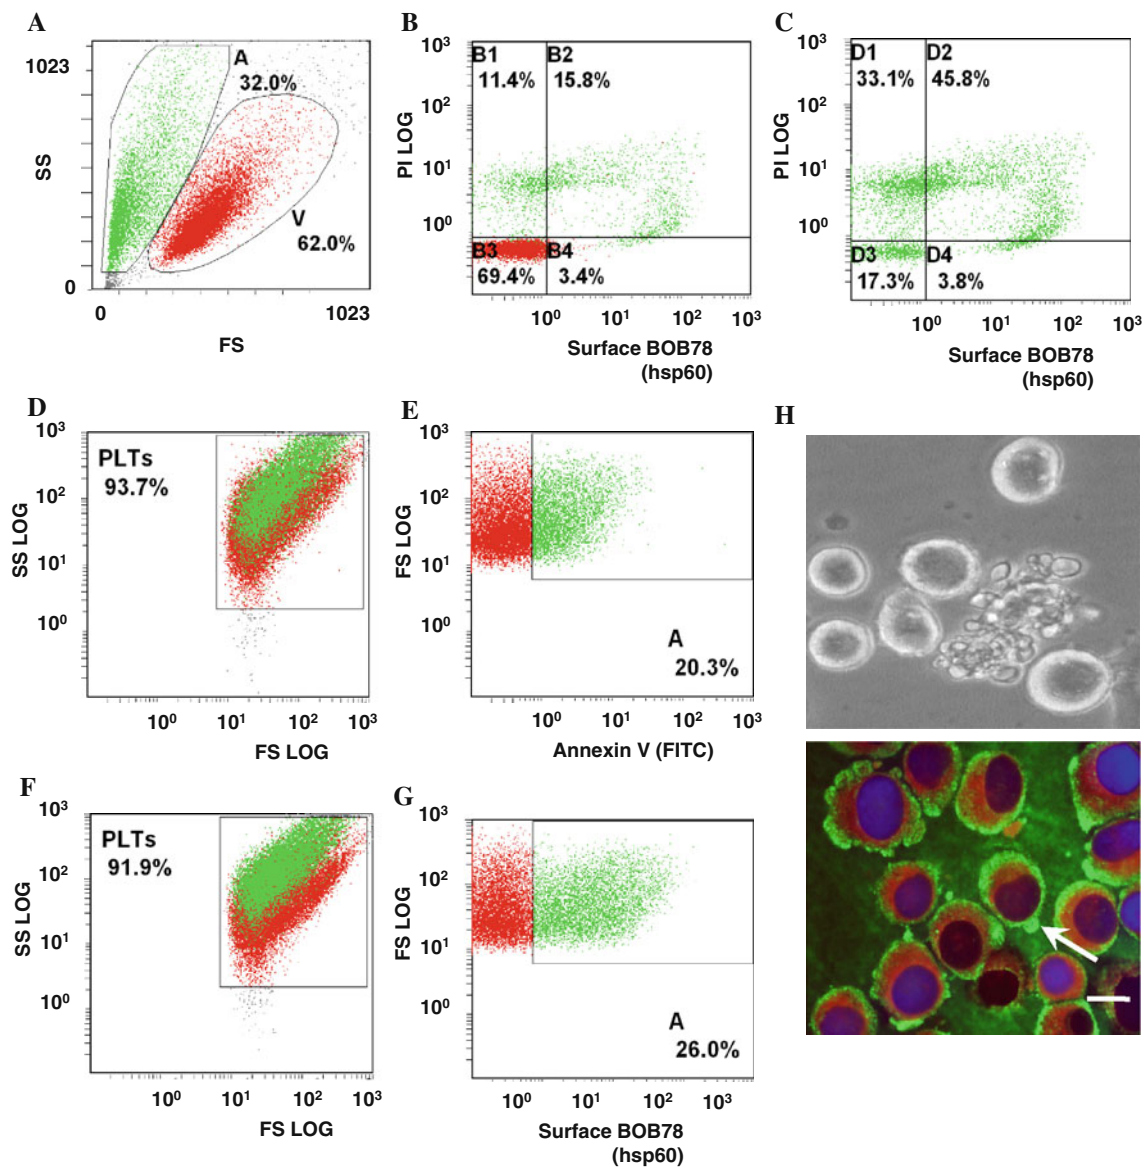 A
1023
SS
0
A
32.0%
V
62.0%
0
1023
FS
B
10³
10²
10¹
10⁰
PI LOG
B1
11.4%
B2
15.8%
B3
69.4%
B4
3.4%
10⁰
10¹
10²
10³
Surface BOB78
(hsp60)
C
10³
10²
10¹
10⁰
PI LOG
D1
33.1%
D2
45.8%
D3
17.3%
D4
3.8%
10⁰
10¹
10²
10³
Surface BOB78
(hsp60)
D
10³
10²
10¹
10⁰
SS LOG
PLTs
93.7%
10⁰
10¹
10²
10³
FS LOG
E
10³
10²
10¹
10⁰
FS LOG
A
20.3%
10⁰
10¹
10²
10³
Annexin V (FITC)
H
F
10³
10²
10¹
10⁰
SS LOG
PLTs
91.9%
10⁰
10¹
10²
10³
FS LOG
G
10³
10²
10¹
10⁰
FS LOG
A
26.0%
10⁰
10¹
10²
10³
Surface BOB78
(hsp60)